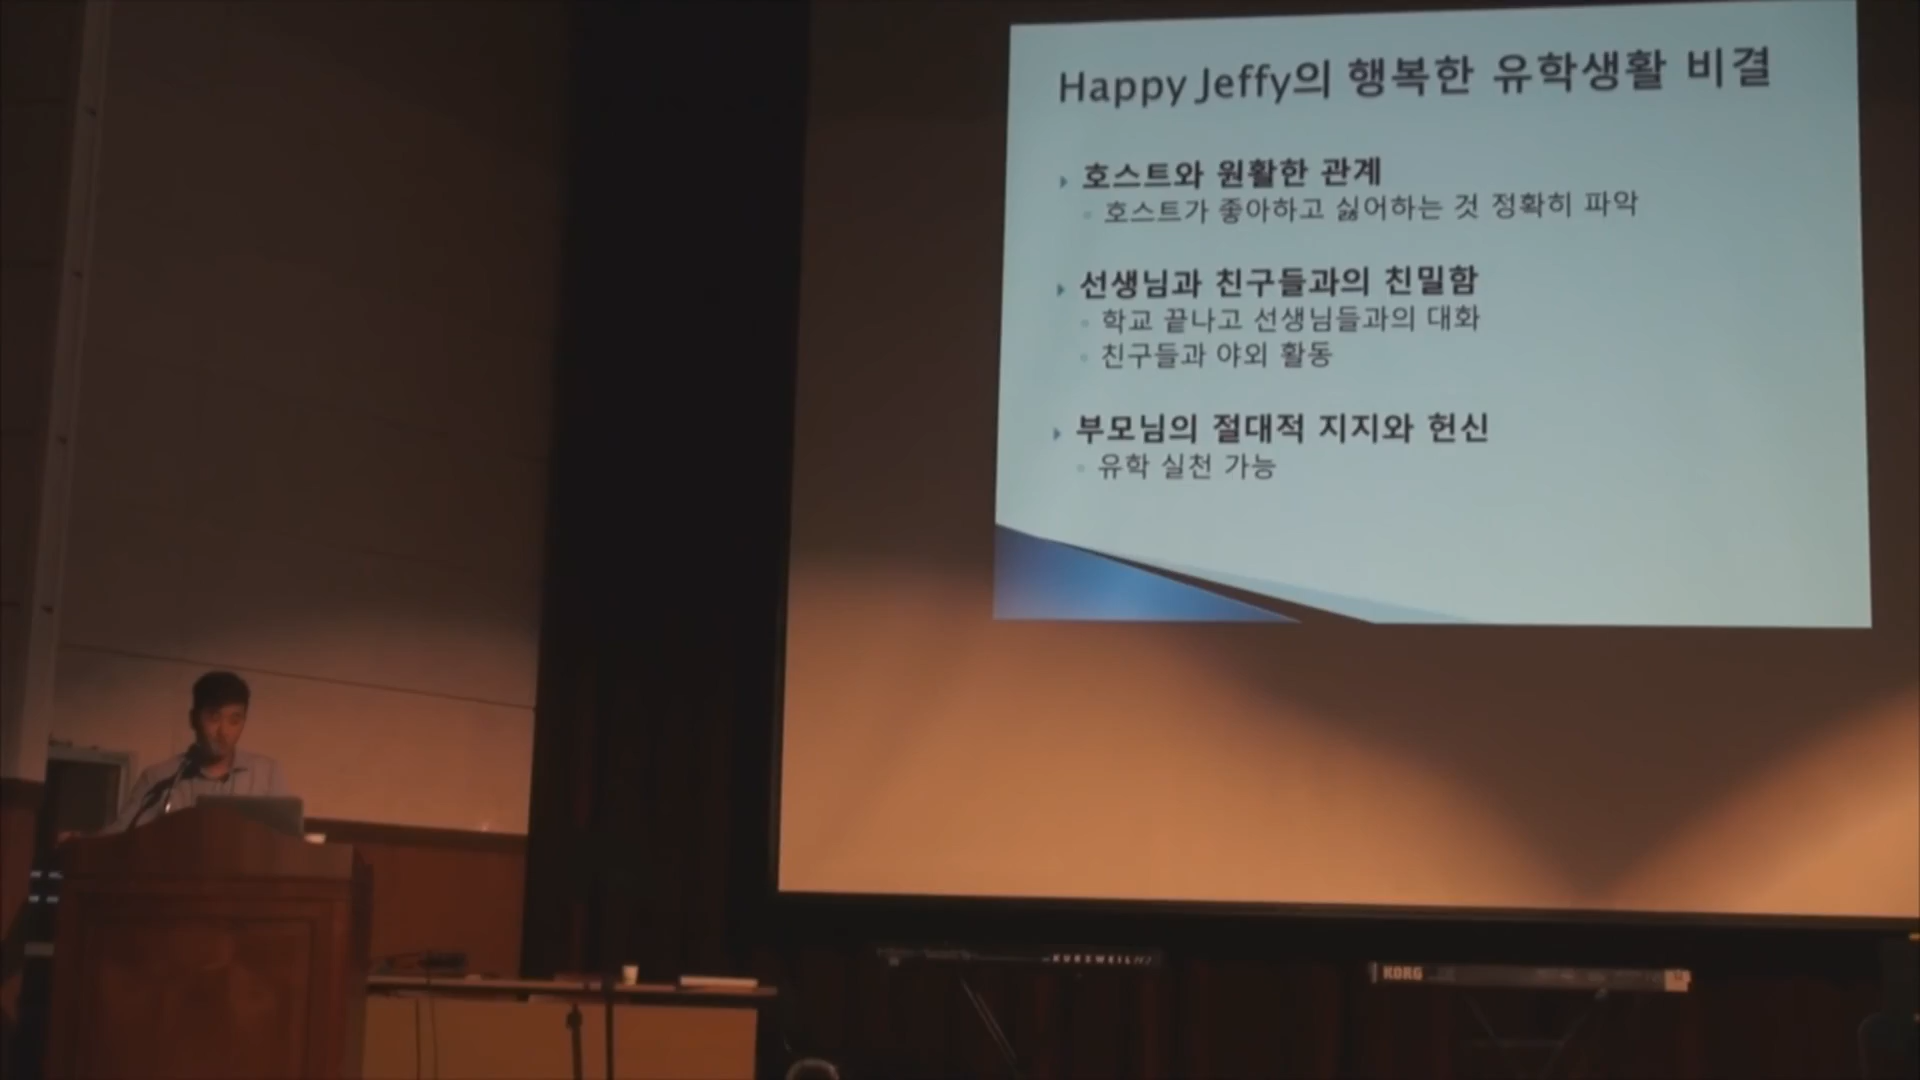 Happy Jeffy의 행복한 유학생활 비결
호스트와 원활한 관계
호스트가 좋아하고 싫어하는 것 정확히 파악
선생님과 친구들과의 친밀함
학교 끝나고 선생님들과의 대화
친구들과 야외 활동
부모님의 절대적 지지와 헌신
유학 실천 가능
KURZWEIL
KORG